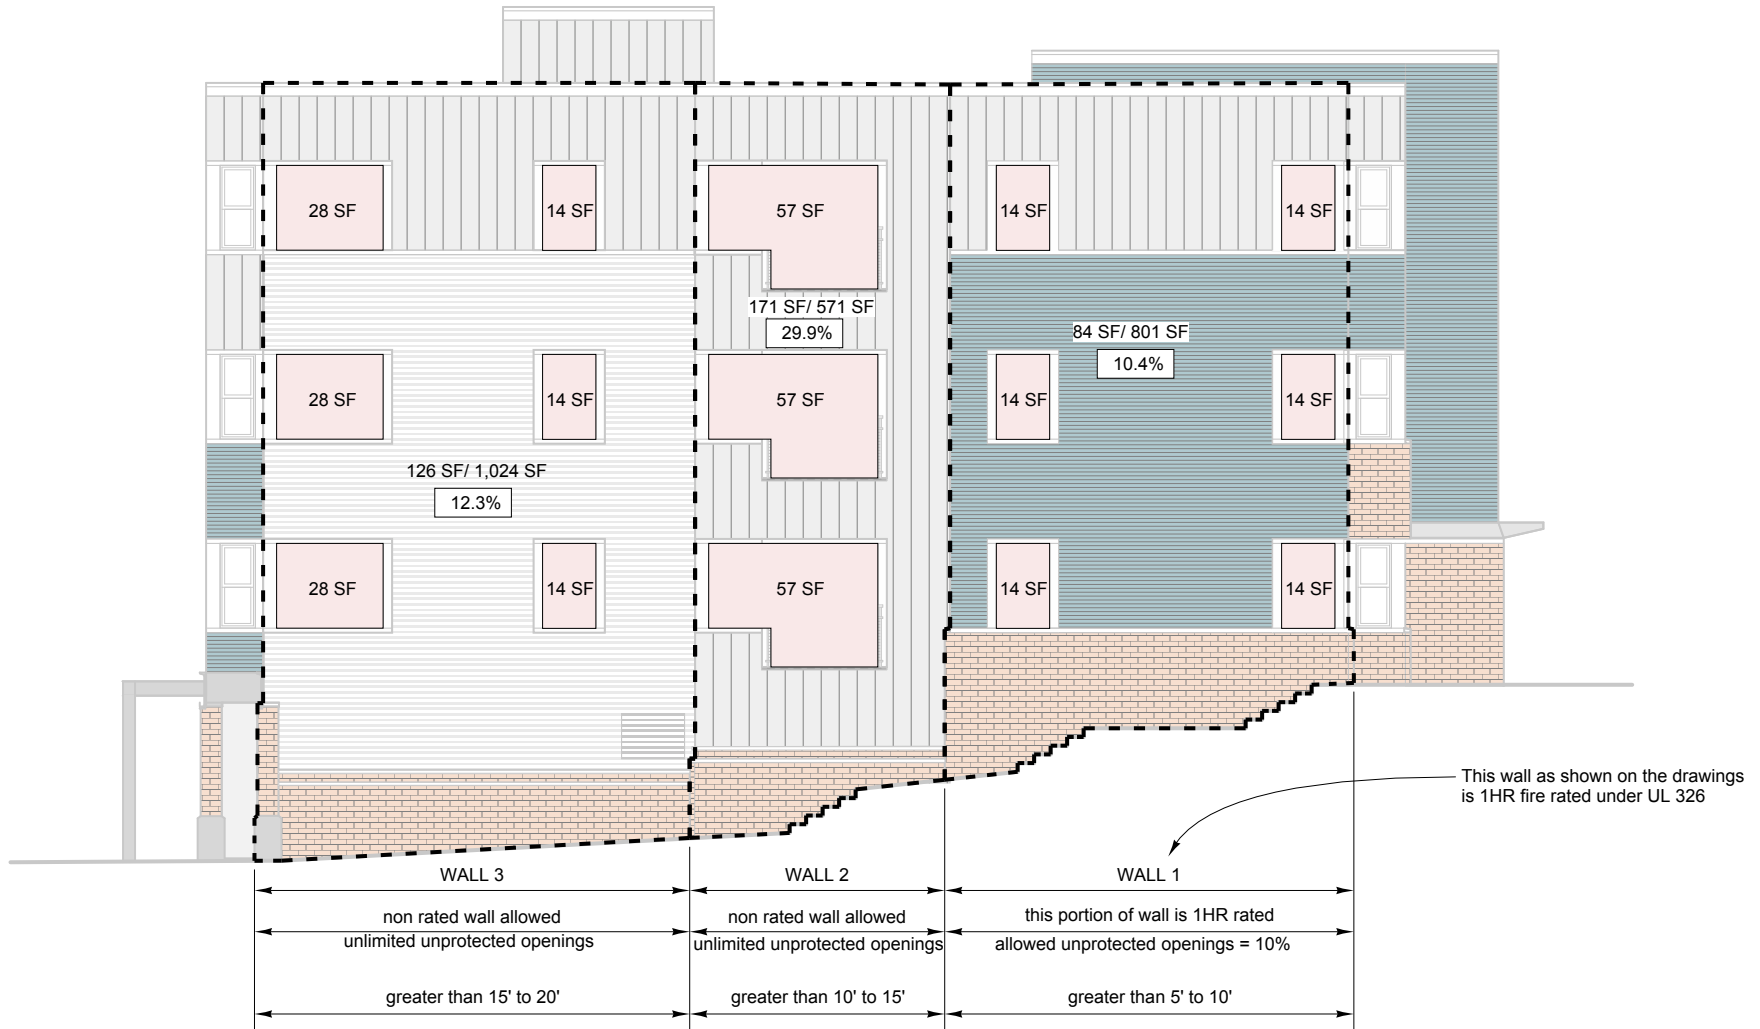 28 SF
14 SF
57 SF
14 SF
14 SF
171 SF/ 571 SF
29.9%
84 SF/ 801 SF
10.4%
28 SF
14 SF
57 SF
14 SF
14 SF
126 SF/ 1,024 SF
12.3%
28 SF
14 SF
57 SF
14 SF
14 SF
This wall as shown on the drawings
is 1HR fire rated under UL 326
WALL 3
WALL 2
WALL 1
non rated wall allowed
unlimited unprotected openings
non rated wall allowed
unlimited unprotected openings
this portion of wall is 1HR rated
allowed unprotected openings = 10%
greater than 15' to 20'
greater than 10' to 15'
greater than 5' to 10'